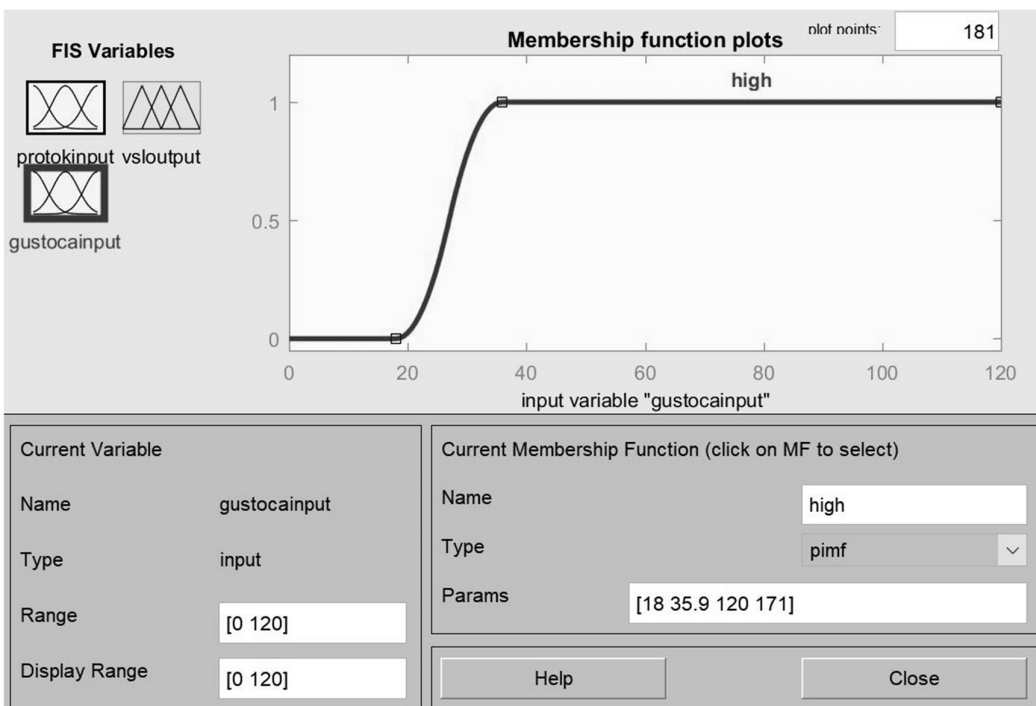 FIS Variables
Membership function plots
plot points:
181
protokinput vsloutput
gustocainput
high
1
0.5
0
0 20 40 60 80 100 120
input variable "gustocainput"
Current Variable
Name gustocainput
Type input
Range [0 120]
Display Range [0 120]
Current Membership Function (click on MF to select)
Name high
Type pimf
Params [18 35.9 120 171]
Help Close